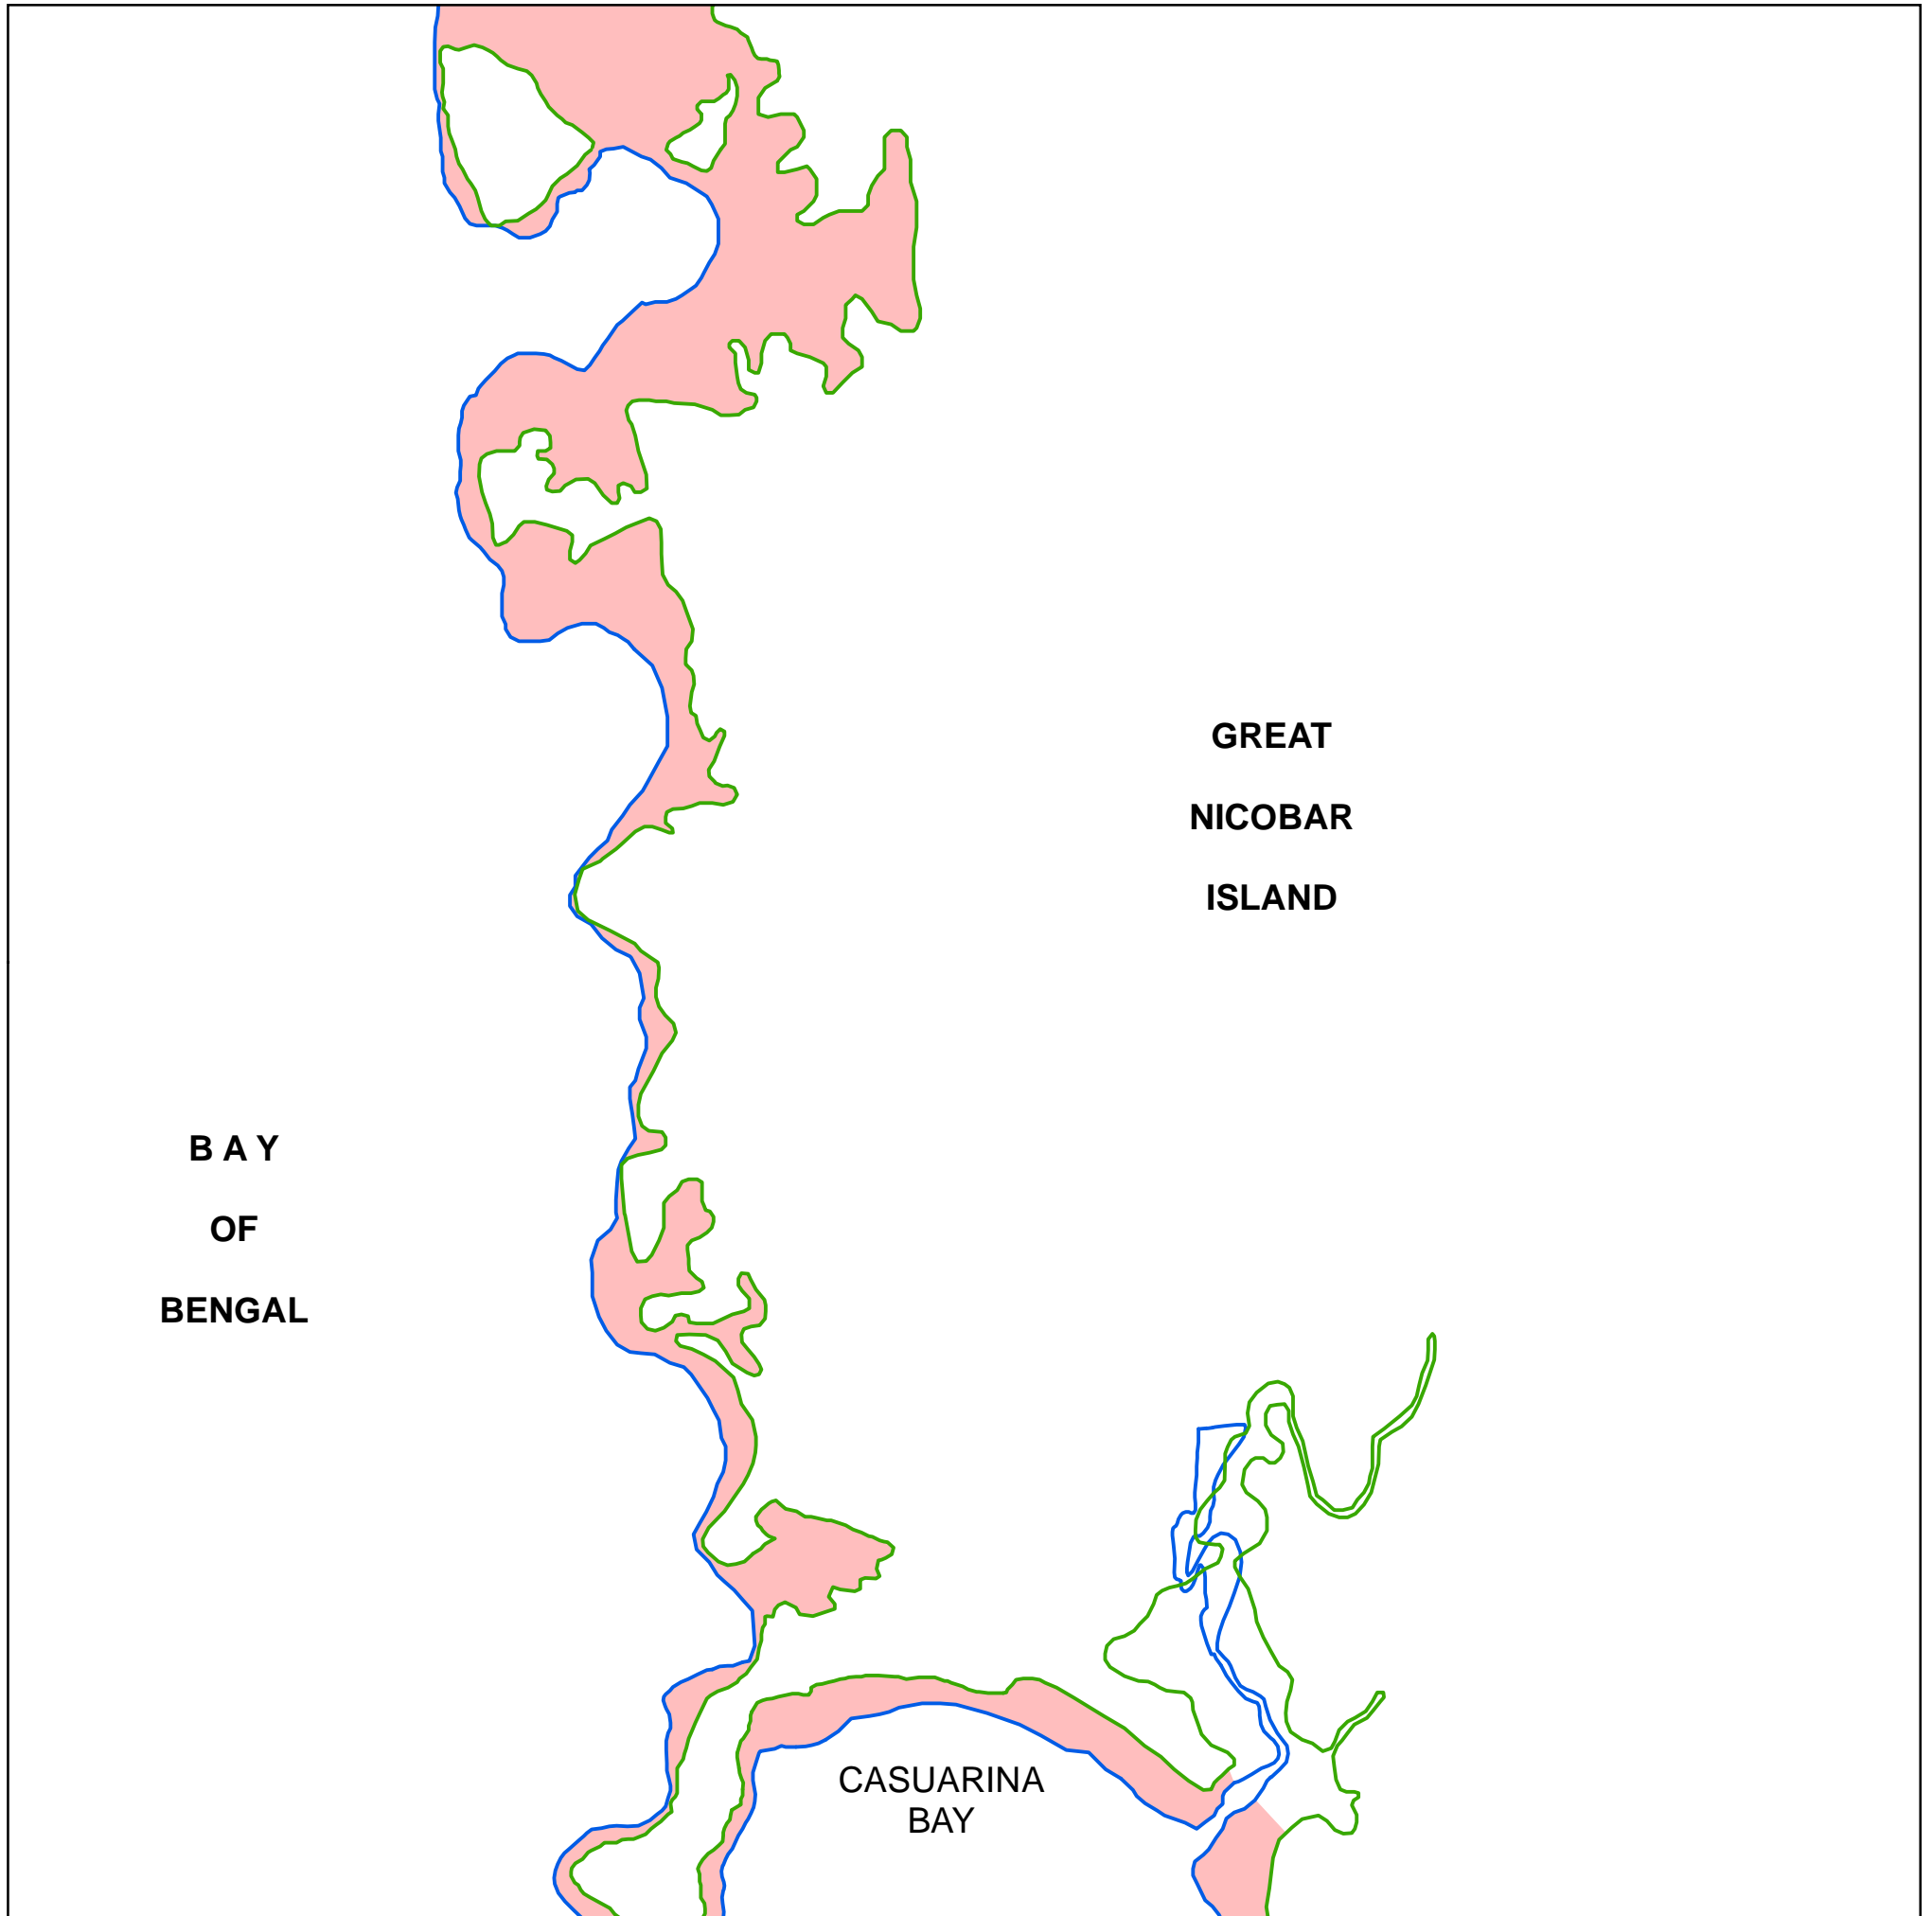 GREAT
NICOBAR
ISLAND
B A Y
OF
BENGAL
CASUARINA
BAY